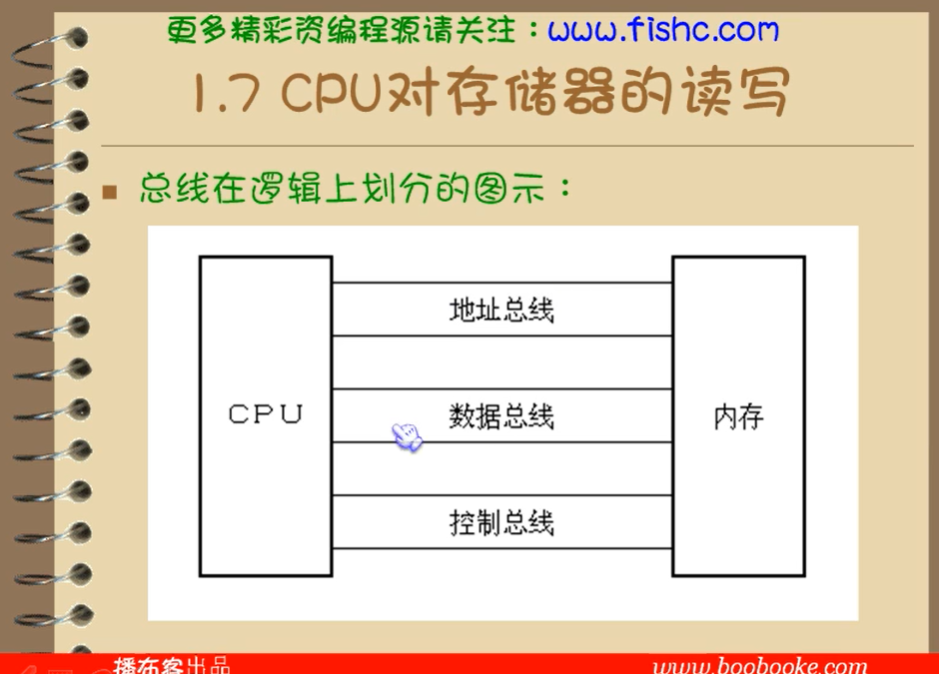 更多精彩资编程源请关注：www.fishc.com
1.7 CPU对存储器的读写
总线在逻辑上划分的图示：
地址总线
CPU
数据总线
内存
控制总线
播布客出品
www.boobooke.com